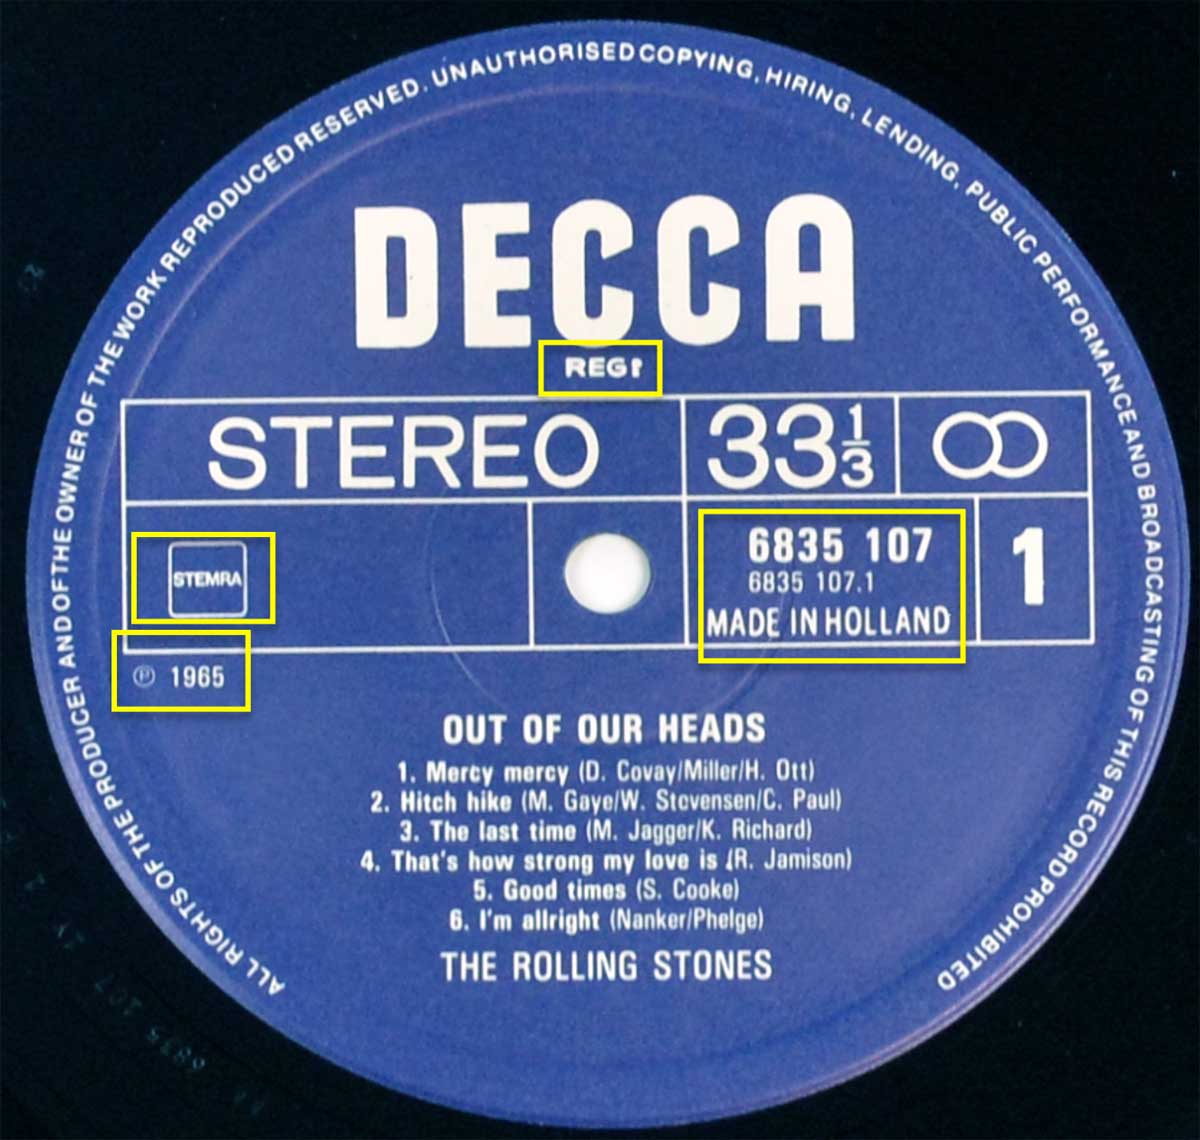 ALL RIGHTS OF THE PRODUCER AND OF THE OWNER OF THE WORK REPRODUCED RESERVED. UNAUTHORISED COPYING, HIRING, LENDING, PUBLIC PERFORMANCE AND BROADCASTING OF THIS RECORD PROHIBITED
DECCA
REGD
STEREO 33 1/3
STEMRA
6835 107
6835 107.1
MADE IN HOLLAND
1
℗ 1965
OUT OF OUR HEADS
1. Mercy mercy (D. Covay/Miller/H. Ott)
2. Hitch hike (M. Gaye/W. Stevensen/C. Paul)
3. The last time (M. Jagger/K. Richard)
4. That's how strong my love is (R. Jamison)
5. Good times (S. Cooke)
6. I'm allright (Nanker/Phelge)
THE ROLLING STONES